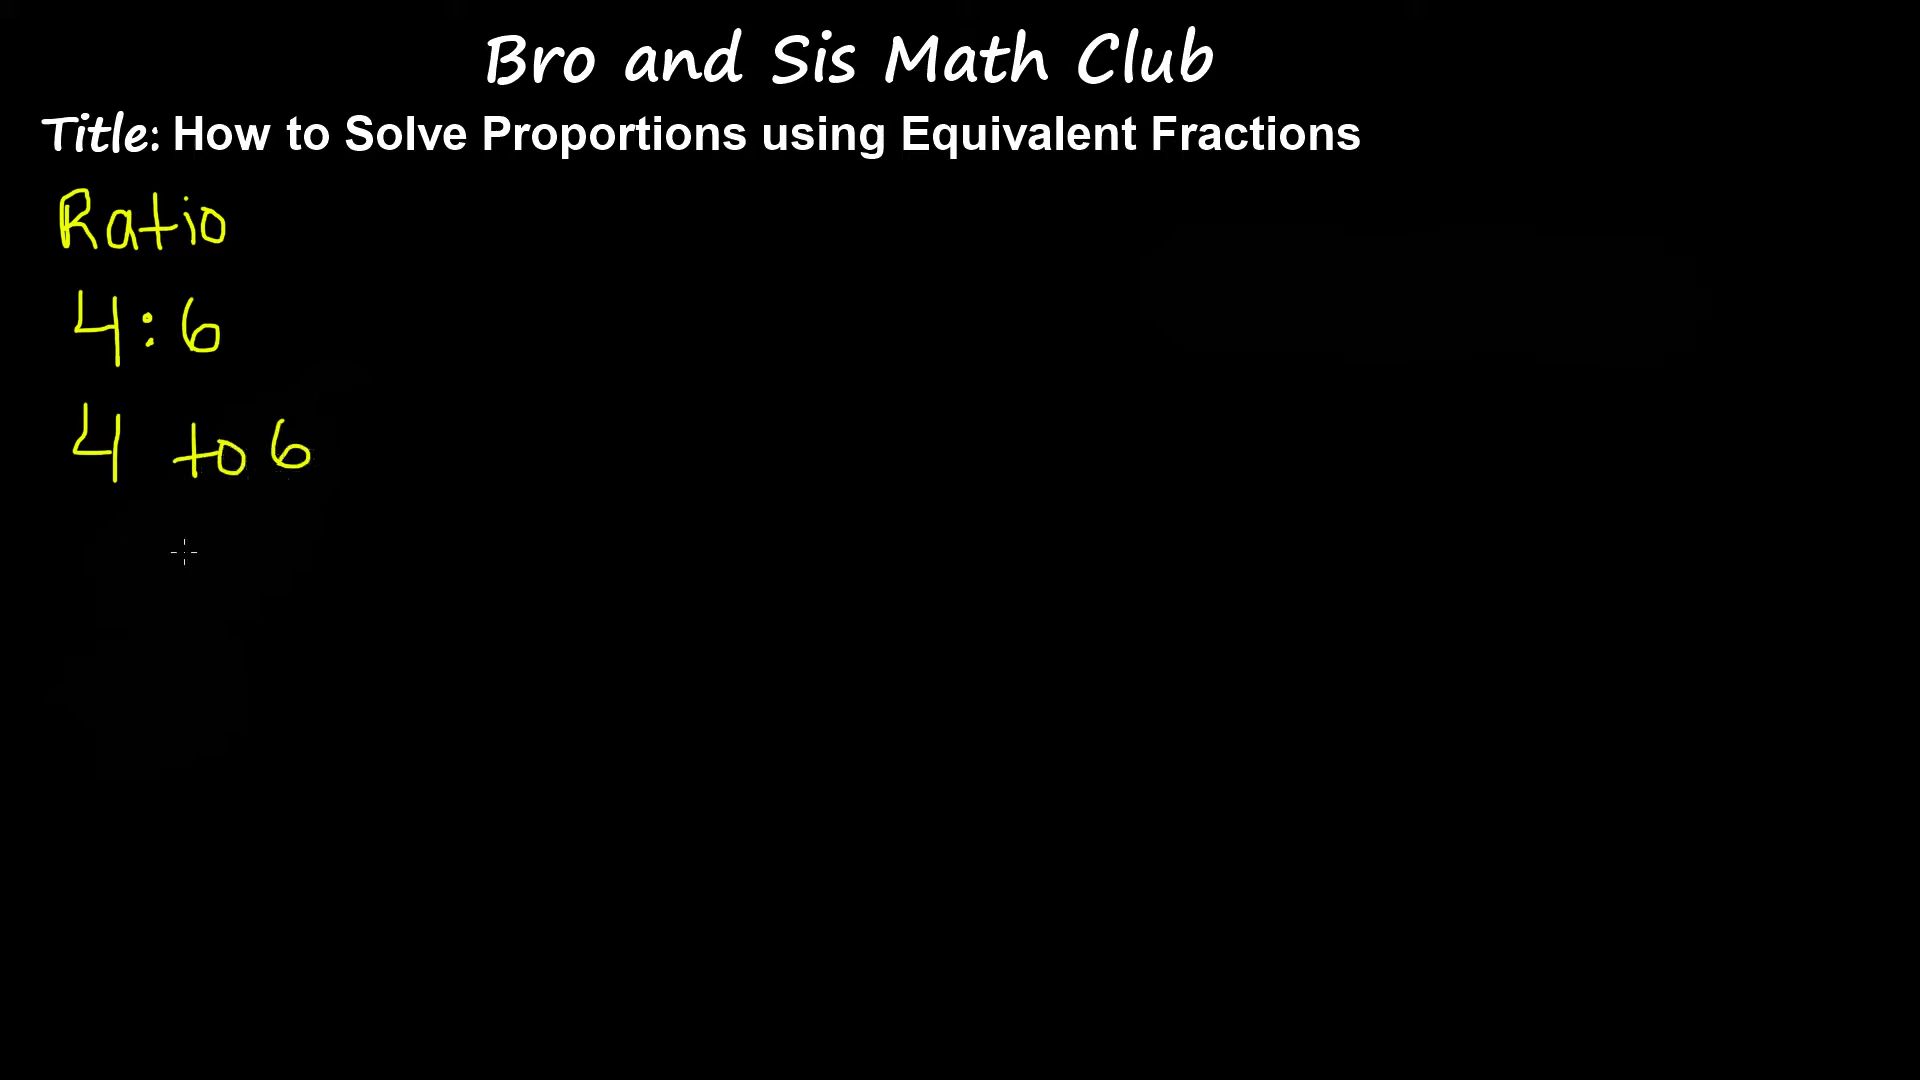 Bro and Sis Math Club
Title: How to Solve Proportions using Equivalent Fractions
Ratio
4:6
4 to 6